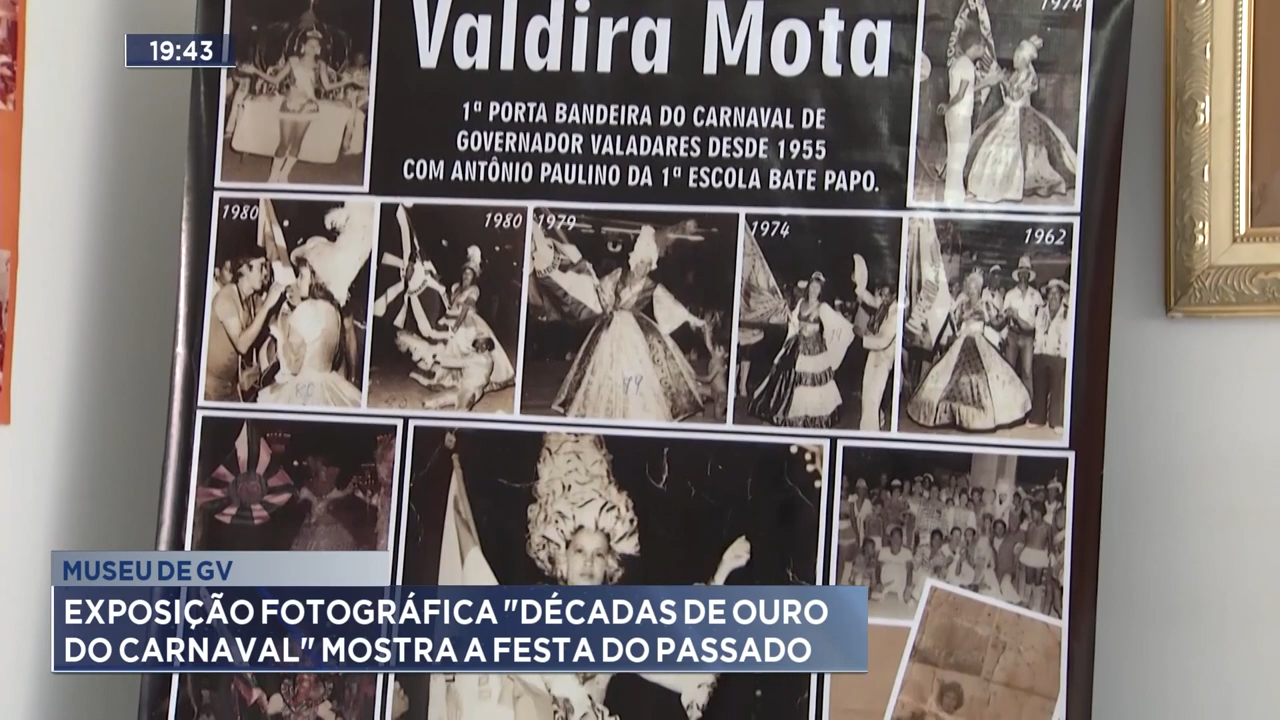 19:43
Valdira Mota
1974
1ª PORTA BANDEIRA DO CARNAVAL DE
GOVERNADOR VALADARES DESDE 1955
COM ANTÔNIO PAULINO DA 1ª ESCOLA BATE PAPO.
1980
1980
1979
1974
1962
MUSEU DE GV
EXPOSIÇÃO FOTOGRÁFICA "DÉCADAS DE OURO
DO CARNAVAL" MOSTRA A FESTA DO PASSADO